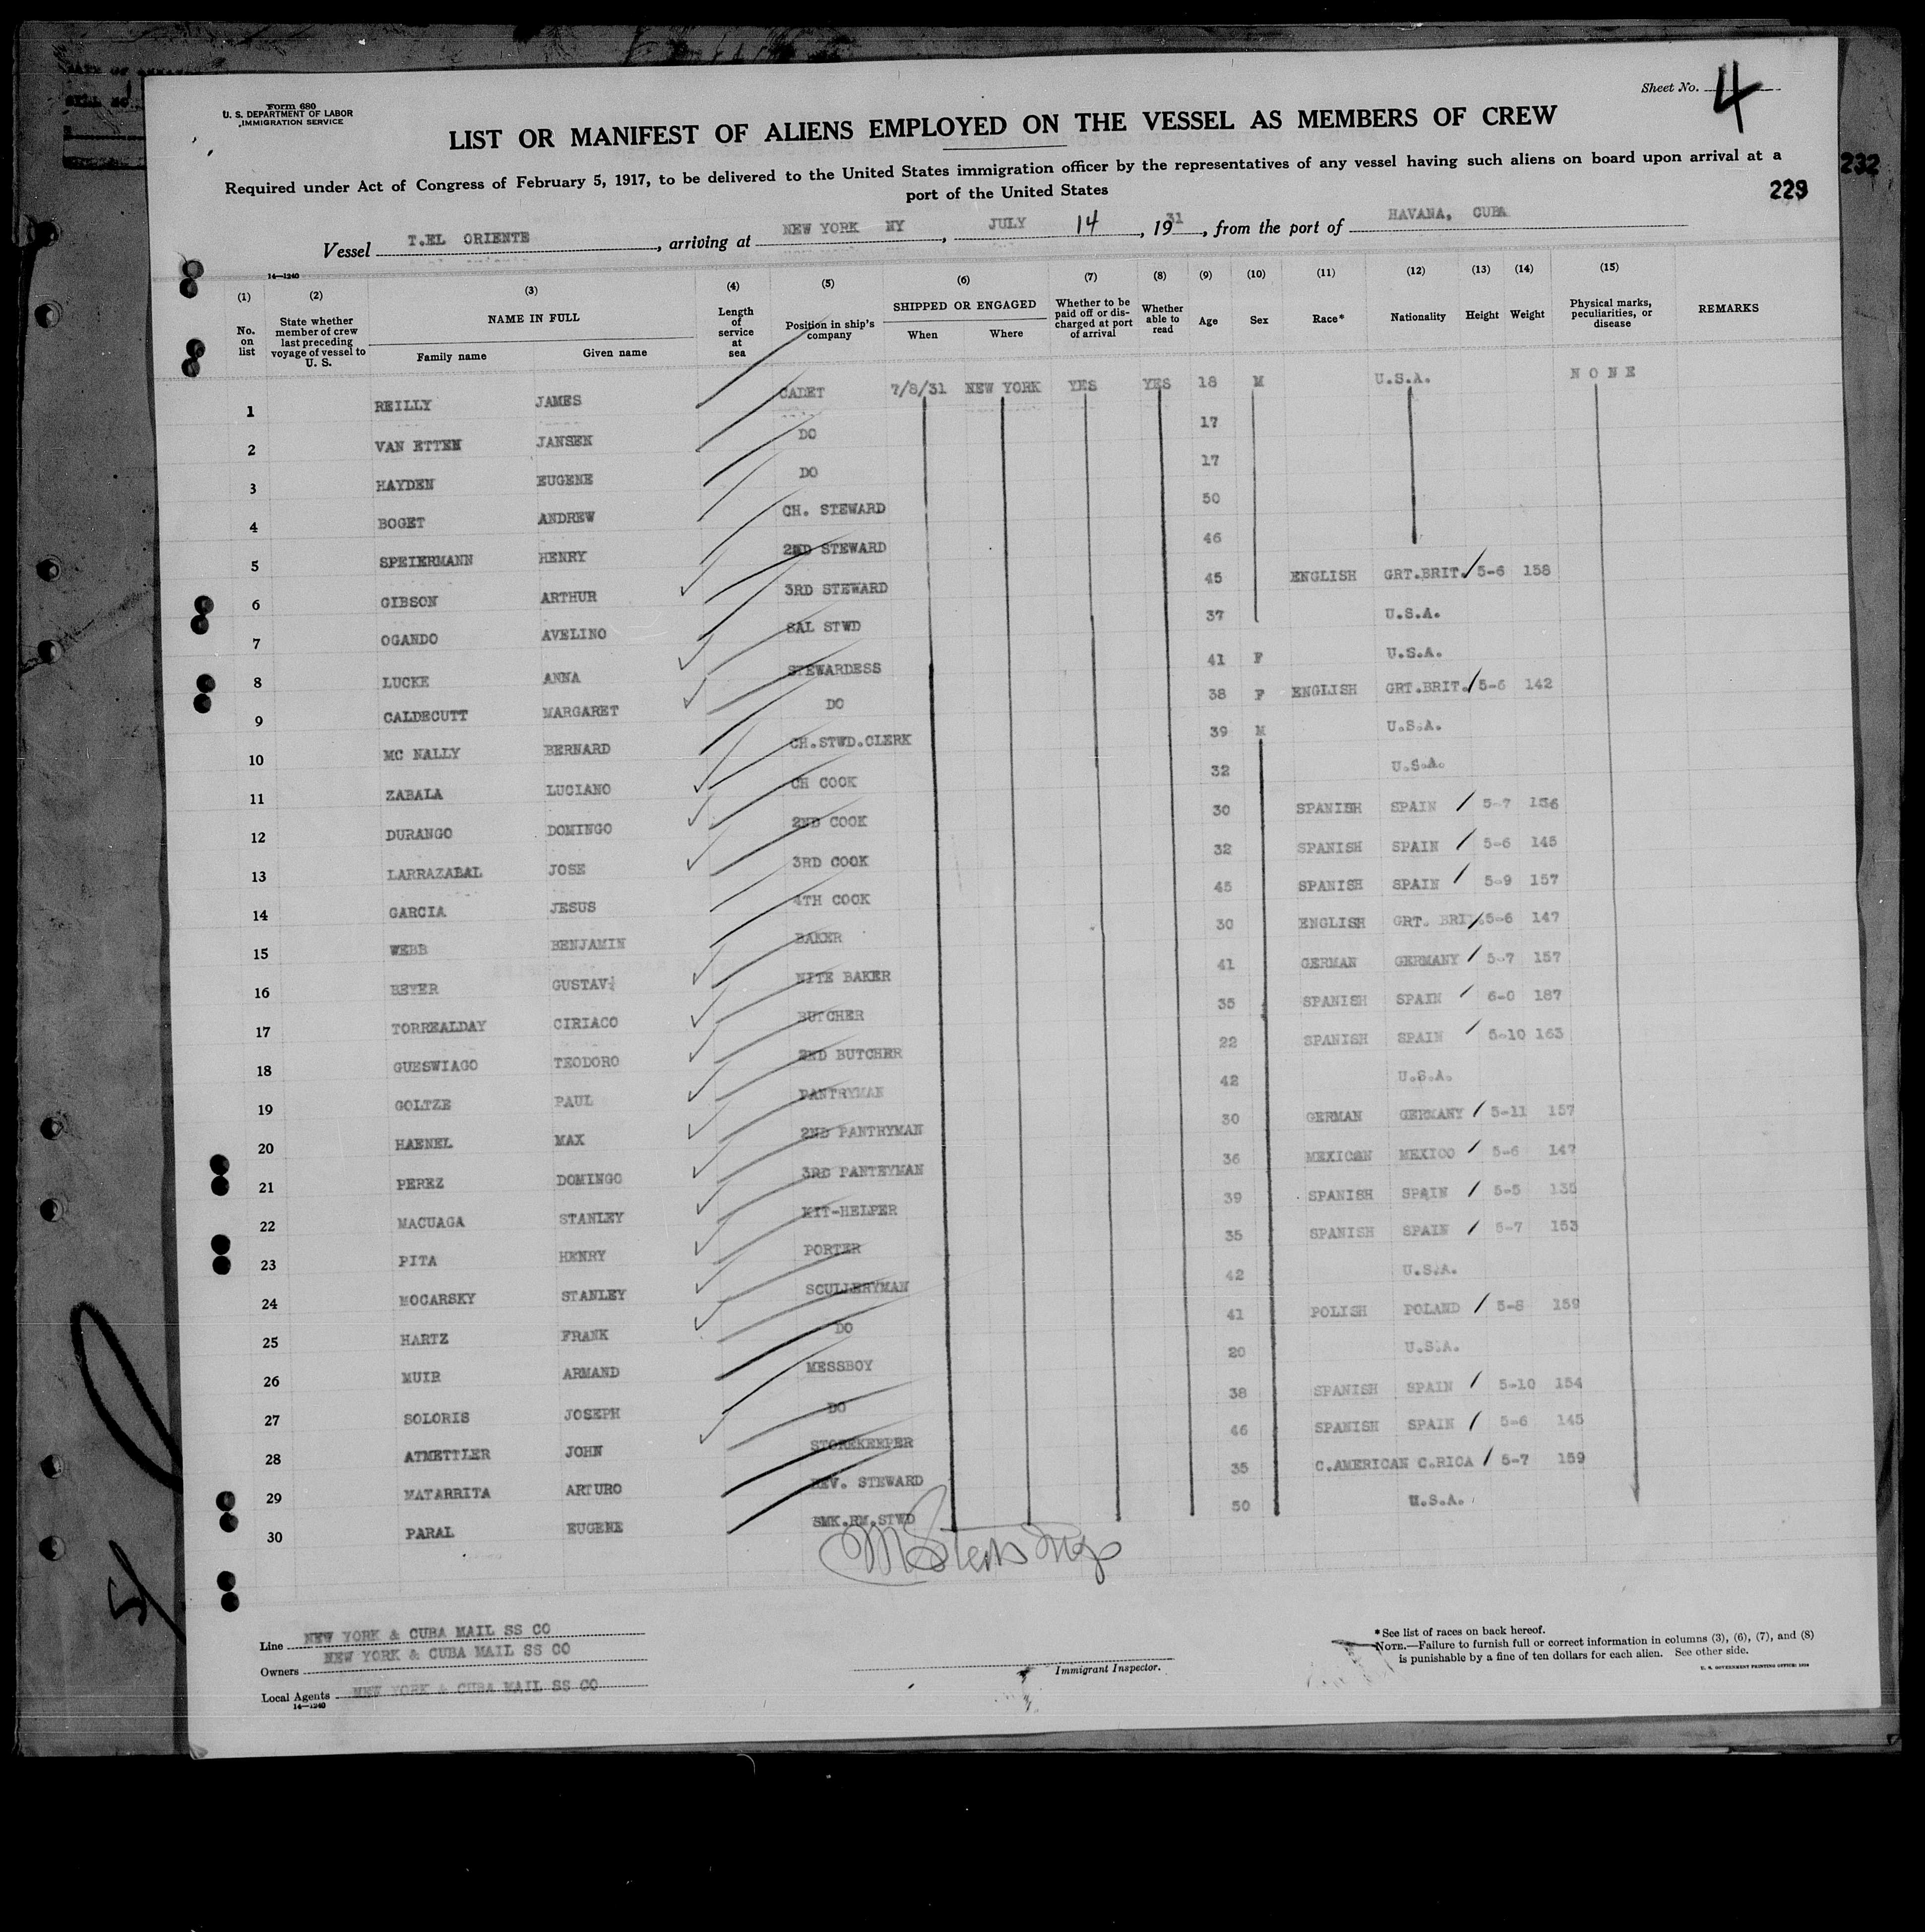 Form 680
U. S. DEPARTMENT OF LABOR
IMMIGRATION SERVICE
Sheet No. 4
LIST OR MANIFEST OF ALIENS EMPLOYED ON THE VESSEL AS MEMBERS OF CREW
Required under Act of Congress of February 5, 1917, to be delivered to the United States immigration officer by the representatives of any vessel having such aliens on board upon arrival at a
port of the United States
232
229
Vessel T.EL ORIENTE, arriving at NEW YORK NY, JULY 14, 1931, from the port of HAVANA, CUBA
14—1240
(1) (2) (3) (4) (5) (6) (7) (8) (9) (10) (11) (12) (13) (14) (15)
No. on list State whether member of crew last preceding voyage of vessel to U. S. NAME IN FULL Family name Given name Length of service at sea Position in ship's company SHIPPED OR ENGAGED When Where Whether to be paid off or discharged at port of arrival Whether able to read Age Sex Race* Nationality Height Weight Physical marks, peculiarities, or disease REMARKS
1 REILLY JAMES CADET 7/8/31 NEW YORK YES YES 18 M U.S.A. NONE
2 VAN ETTEN JANSEN DO 17
3 HAYDEN EUGENE DO 17
4 BOGET ANDREW CH. STEWARD 50
5 SPEIERMANN HENRY 2ND STEWARD 46
6 GIBSON ARTHUR 3RD STEWARD 45 ENGLISH GRT.BRIT. 5-6 158
7 OGANDO AVELINO SAL STWD 37 U.S.A.
8 LUCKE ANNA STEWARDESS 41 F U.S.A.
9 CALDECUTT MARGARET DO 38 F ENGLISH GRT.BRIT. 5-6 142
10 MC NALLY BERNARD CH.STWD.CLERK 39 M U.S.A.
11 ZABALA LUCIANO CH COOK 32 U.S.A.
12 DURANGO DOMINGO 2ND COOK 30 SPANISH SPAIN 5-7 156
13 LARRAZABAL JOSE 3RD COOK 32 SPANISH SPAIN 5-6 145
14 GARCIA JESUS 4TH COOK 45 SPANISH SPAIN 5-9 157
15 WEBB BENJAMIN BAKER 30 ENGLISH GRT. BRIT. 5-6 147
16 BEYER GUSTAV NITE BAKER 41 GERMAN GERMANY 5-7 157
17 TORREALDAY CIRIACO BUTCHER 35 SPANISH SPAIN 6-0 187
18 GUESWIAGO TEODORO 2ND BUTCHER 22 SPANISH SPAIN 5-10 163
19 GOLTZE PAUL PANTRYMAN 42 U.S.A.
20 HAENEL MAX 2ND PANTRYMAN 30 GERMAN GERMANY 5-11 157
21 PEREZ DOMINGO 3RD PANTRYMAN 36 MEXICAN MEXICO 5-6 147
22 MACUAGA STANLEY KIT-HELPER 39 SPANISH SPAIN 5-5 135
23 PITA HENRY PORTER 35 SPANISH SPAIN 5-7 153
24 MOCARSKY STANLEY SCULLERYMAN 42 U.S.A.
25 HARTZ FRANK DO 41 POLISH POLAND 5-8 159
26 MUIR ARMAND MESSBOY 20 U.S.A.
27 SOLORIS JOSEPH DO 38 SPANISH SPAIN 5-10 154
28 ATMETTLER JOHN STOREKEEPER 46 SPANISH SPAIN 5-6 145
29 MATARRITA ARTURO BEV. STEWARD 35 C.AMERICAN C.RICA 5-7 159
30 PARAL EUGENE SMK.RM.STWD 50 U.S.A.
Line NEW YORK & CUBA MAIL SS CO
Owners NEW YORK & CUBA MAIL SS CO
Local Agents NEW YORK & CUBA MAIL SS CO
14—1240
Immigrant Inspector.
*See list of races on back hereof.
NOTE.—Failure to furnish full or correct information in columns (3), (6), (7), and (8)
is punishable by a fine of ten dollars for each alien. See other side.